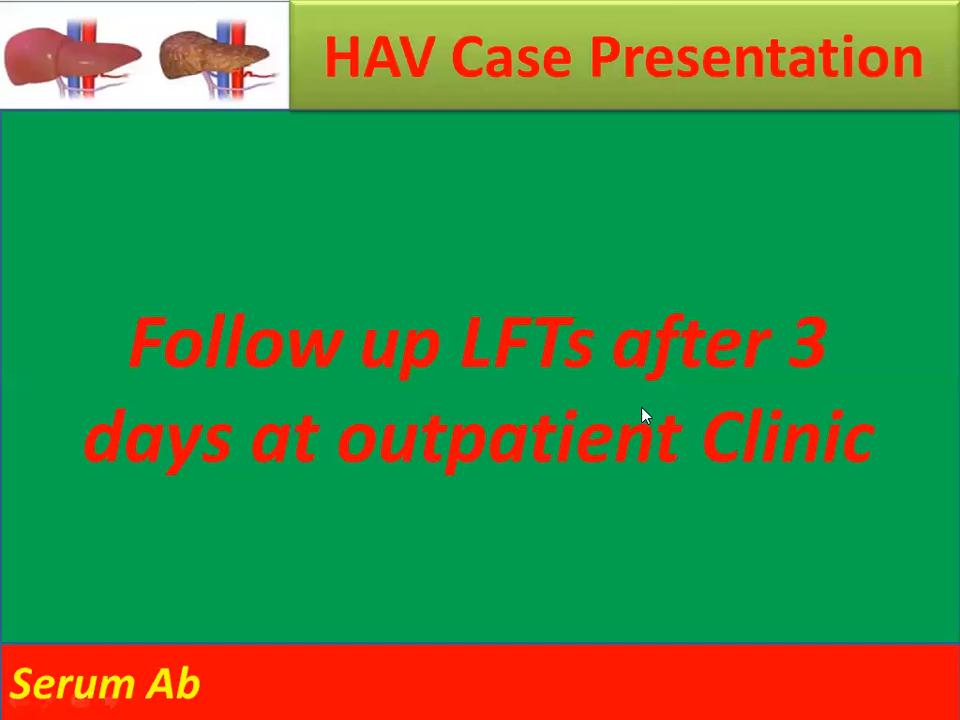 HAV Case Presentation
Follow up LFTs after 3
days at outpatient Clinic
Serum Ab